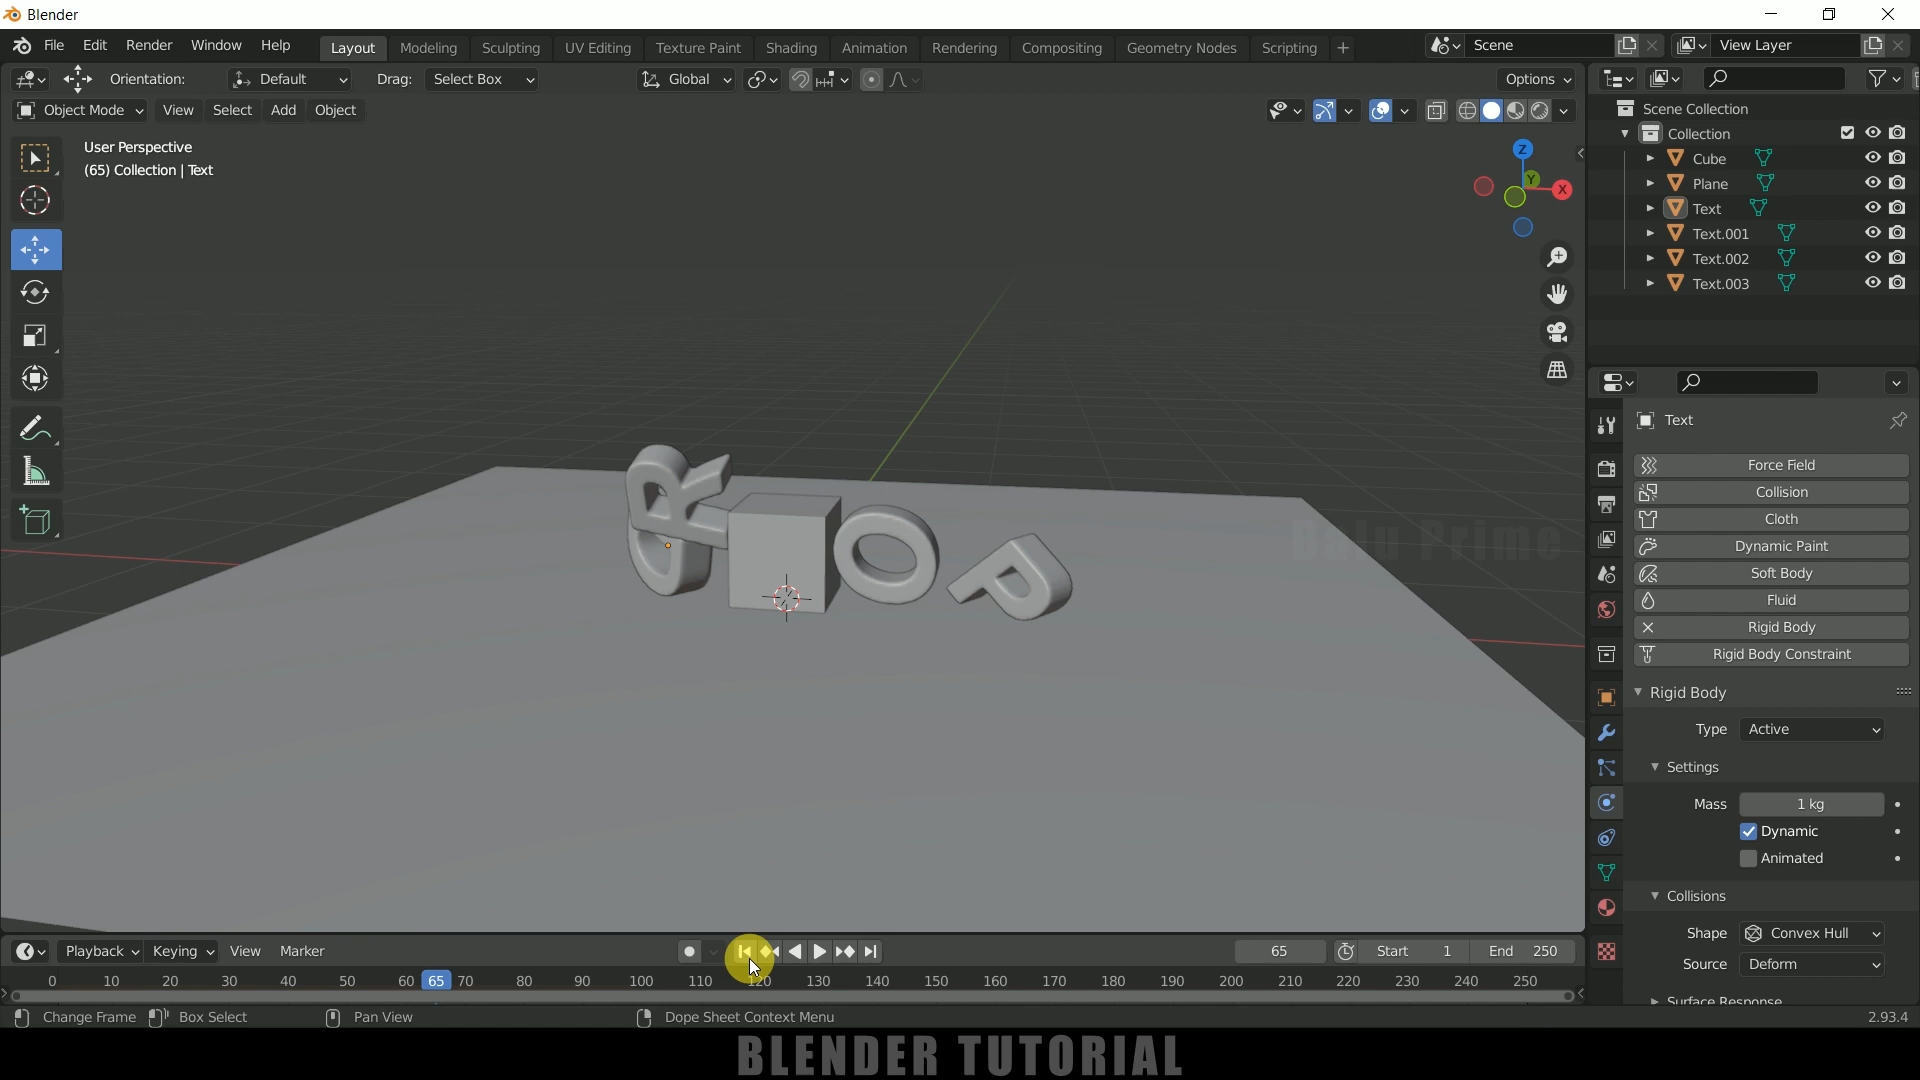 Blender
File Edit Render Window Help Layout Modeling Sculpting UV Editing Texture Paint Shading Animation Rendering Compositing Geometry Nodes Scripting + Scene View Layer
Orientation: Default Drag: Select Box Global Options
Object Mode View Select Add Object
User Perspective
(65) Collection | Text
Z
Y
X
Scene Collection
Collection
Cube
Plane
Text
Text.001
Text.002
Text.003
D R O P
Balu Prime
Text
Force Field
Collision
Cloth
Dynamic Paint
Soft Body
Fluid
Rigid Body
Rigid Body Constraint
Rigid Body
Type Active
Settings
Mass 1 kg
Dynamic
Animated
Collisions
Shape Convex Hull
Source Deform
Surface Response
Playback Keying View Marker 65 Start 1 End 250
0 10 20 30 40 50 60 65 70 80 90 100 110 120 130 140 150 160 170 180 190 200 210 220 230 240 250
Change Frame Box Select Pan View Dope Sheet Context Menu 2.93.4
BLENDER TUTORIAL